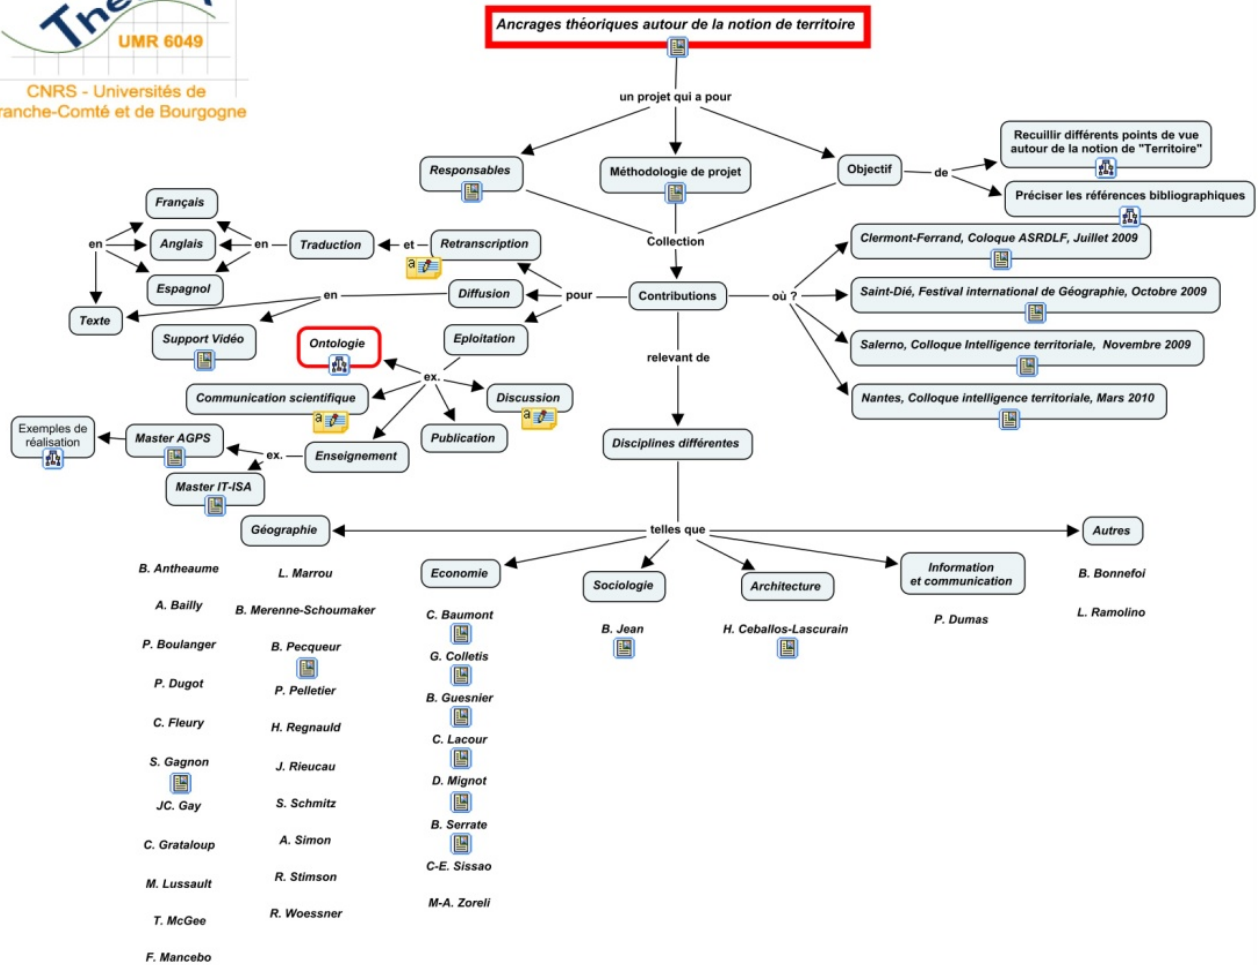 UMR 6049
CNRS - Universités de
ranche-Comté et de Bourgogne
Ancrages théoriques autour de la notion de territoire
un projet qui a pour
Responsables
Méthodologie de projet
Objectif
de
Recuillir différents points de vue
autour de la notion de "Territoire"
Préciser les références bibliographiques
Collection
Français
en
Anglais
en
Traduction
et
Retranscription
a
Espagnol
Texte
en
Diffusion
pour
Contributions
où ?
Clermont-Ferrand, Coloque ASRDLF, Juillet 2009
Saint-Dié, Festival international de Géographie, Octobre 2009
Salerno, Colloque Intelligence territoriale, Novembre 2009
Nantes, Colloque intelligence territoriale, Mars 2010
Support Vidéo
Ontologie
Eploitation
ex.
relevant de
Communication scientifique
a
Discussion
a
Publication
Enseignement
ex.
Master AGPS
Exemples de
réalisation
Master IT-ISA
Disciplines différentes
telles que
Géographie
Economie
Sociologie
Architecture
Information
et communication
Autres
B. Antheaume
A. Bailly
P. Boulanger
P. Dugot
C. Fleury
S. Gagnon
JC. Gay
C. Grataloup
M. Lussault
T. McGee
F. Mancebo
L. Marrou
B. Merenne-Schoumaker
B. Pecqueur
P. Pelletier
H. Regnauld
J. Rieucau
S. Schmitz
A. Simon
R. Stimson
R. Woessner
C. Baumont
G. Colletis
B. Guesnier
C. Lacour
D. Mignot
B. Serrate
C-E. Sissao
M-A. Zoreli
B. Jean
H. Ceballos-Lascurain
P. Dumas
B. Bonnefoi
L. Ramolino